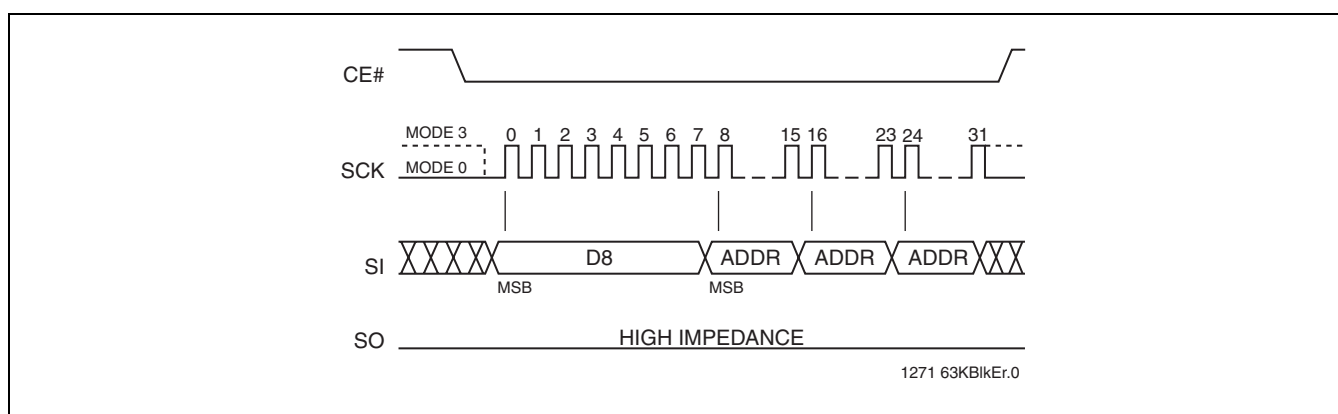 CE#
MODE 3
0 1 2 3 4 5 6 7 8 15 16 23 24 31
SCK
MODE 0
SI
D8
ADDR
ADDR
ADDR
MSB
MSB
SO
HIGH IMPEDANCE
1271 63KBlkEr.0